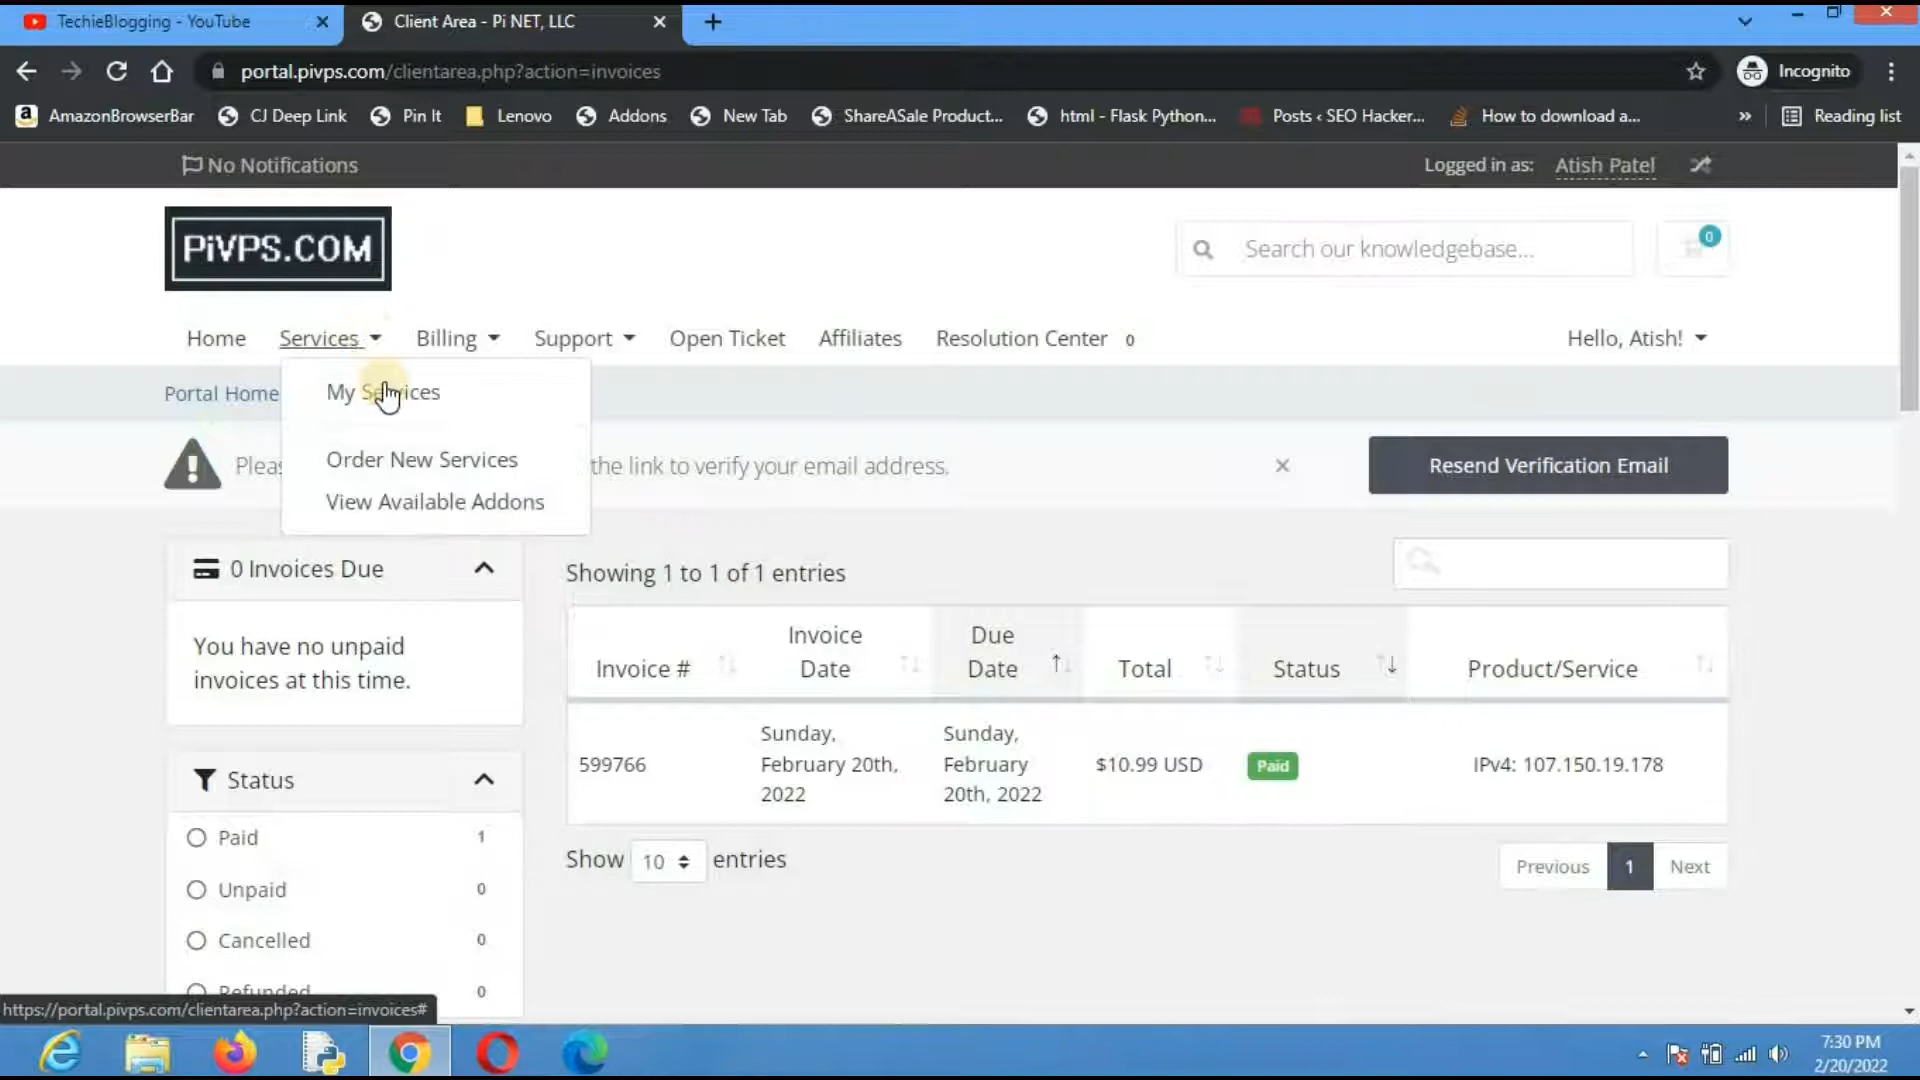 TechieBlogging - YouTube
Client Area - Pi NET, LLC
portal.pivps.com/clientarea.php?action=invoices
Incognito
AmazonBrowserBar
CJ Deep Link
Pin It
Lenovo
Addons
New Tab
ShareASale Product...
html - Flask Python...
Posts ‹ SEO Hacker...
How to download a...
»
Reading list
No Notifications
Logged in as: Atish Patel
PiVPS.COM
Search our knowledgebase...
0
Home
Services
Billing
Support
Open Ticket
Affiliates
Resolution Center 0
Hello, Atish!
Portal Home
My Services
Order New Services
View Available Addons
the link to verify your email address.
Resend Verification Email
0 Invoices Due
You have no unpaid
invoices at this time.
Status
Paid 1
Unpaid 0
Cancelled 0
Refunded 0
Showing 1 to 1 of 1 entries
Invoice #
Invoice
Date
Due
Date
Total
Status
Product/Service
599766
Sunday,
February 20th,
2022
Sunday,
February
20th, 2022
$10.99 USD
Paid
IPv4: 107.150.19.178
Show 10 entries
Previous 1 Next
https://portal.pivps.com/clientarea.php?action=invoices#
7:30 PM
2/20/2022